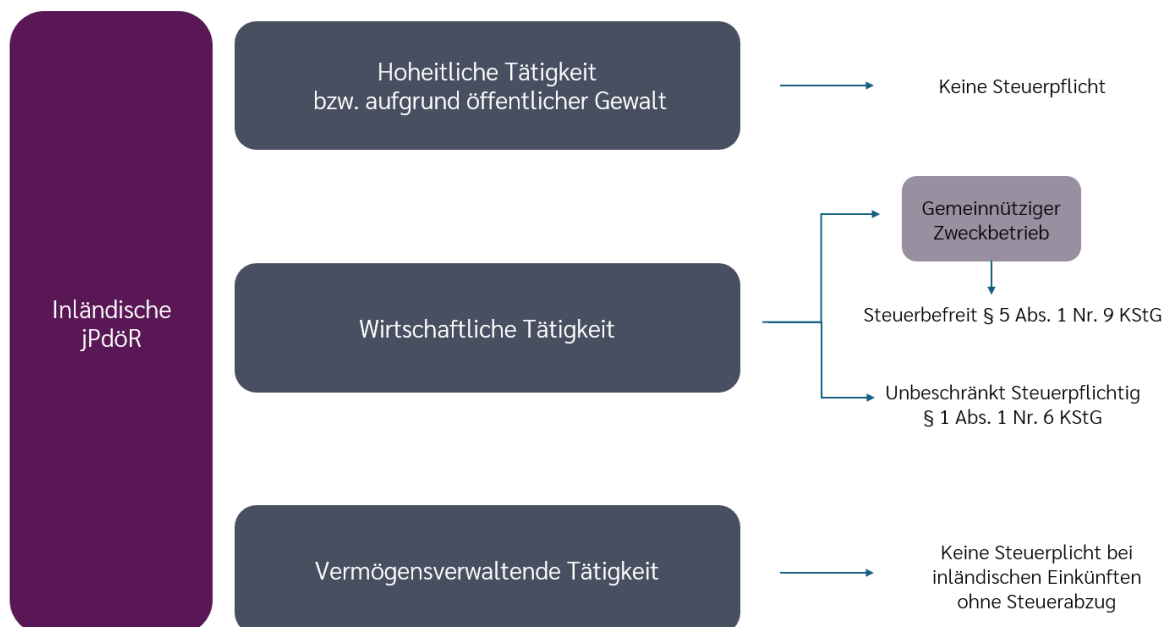 Inländische
jPdöR
Hoheitliche Tätigkeit
bzw. aufgrund öffentlicher Gewalt
Keine Steuerpflicht
Wirtschaftliche Tätigkeit
Gemeinnütziger
Zweckbetrieb
Steuerbefreit § 5 Abs. 1 Nr. 9 KStG
Unbeschränkt Steuerpflichtig
§ 1 Abs. 1 Nr. 6 KStG
Vermögensverwaltende Tätigkeit
Keine Steuerplicht bei
inländischen Einkünften
ohne Steuerabzug